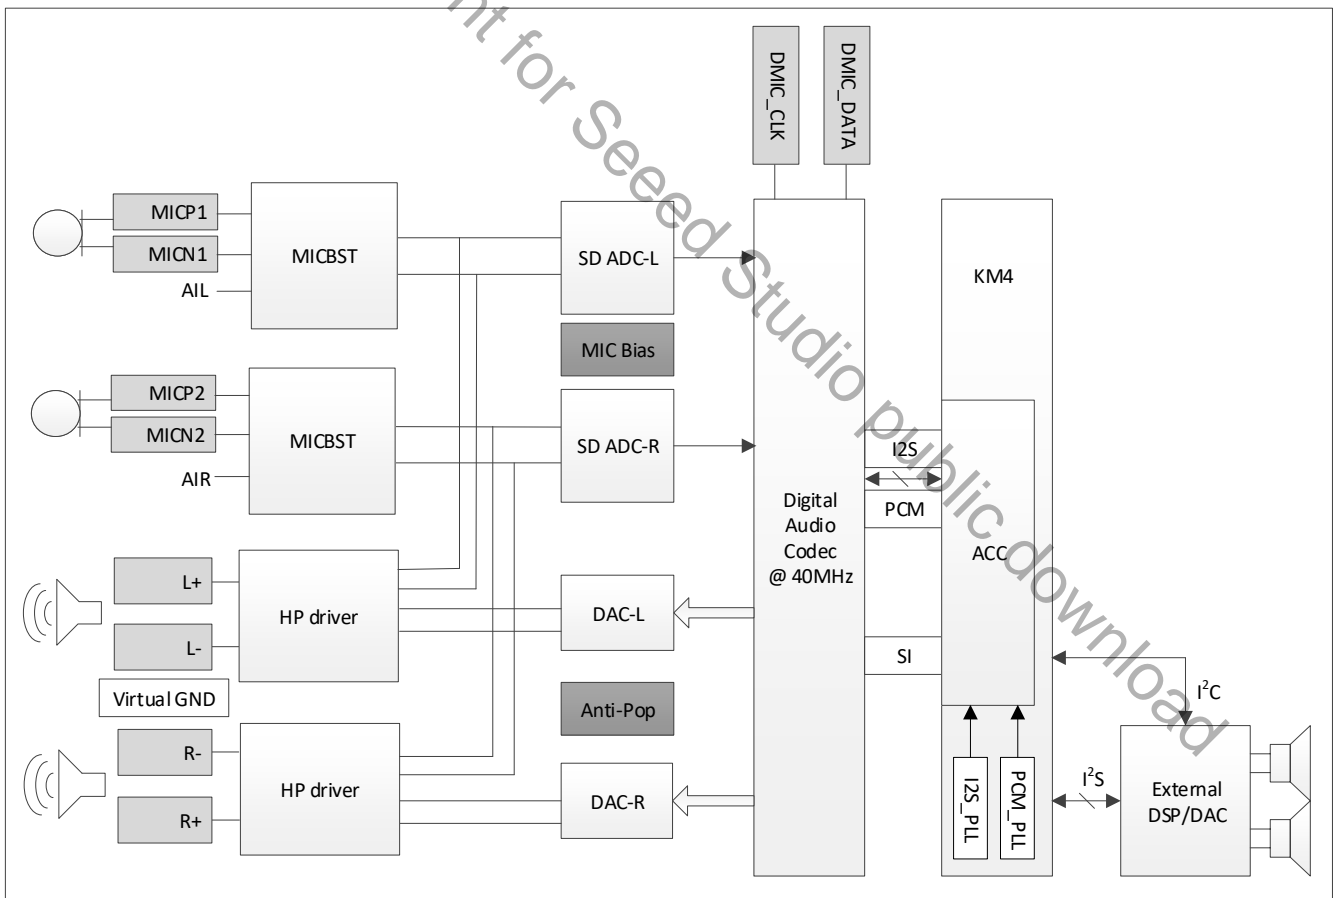 nt for Seeed Studio public download
DMIC_CLK
DMIC_DATA
MICP1
MICN1
AIL
MICBST
SD ADC-L
MIC Bias
MICP2
MICN2
AIR
MICBST
SD ADC-R
L+
L-
HP driver
DAC-L
Virtual GND
Anti-Pop
R-
R+
HP driver
DAC-R
Digital
Audio
Codec
@ 40MHz
I2S
PCM
SI
KM4
ACC
I2S_PLL
PCM_PLL
I²C
I²S
External
DSP/DAC